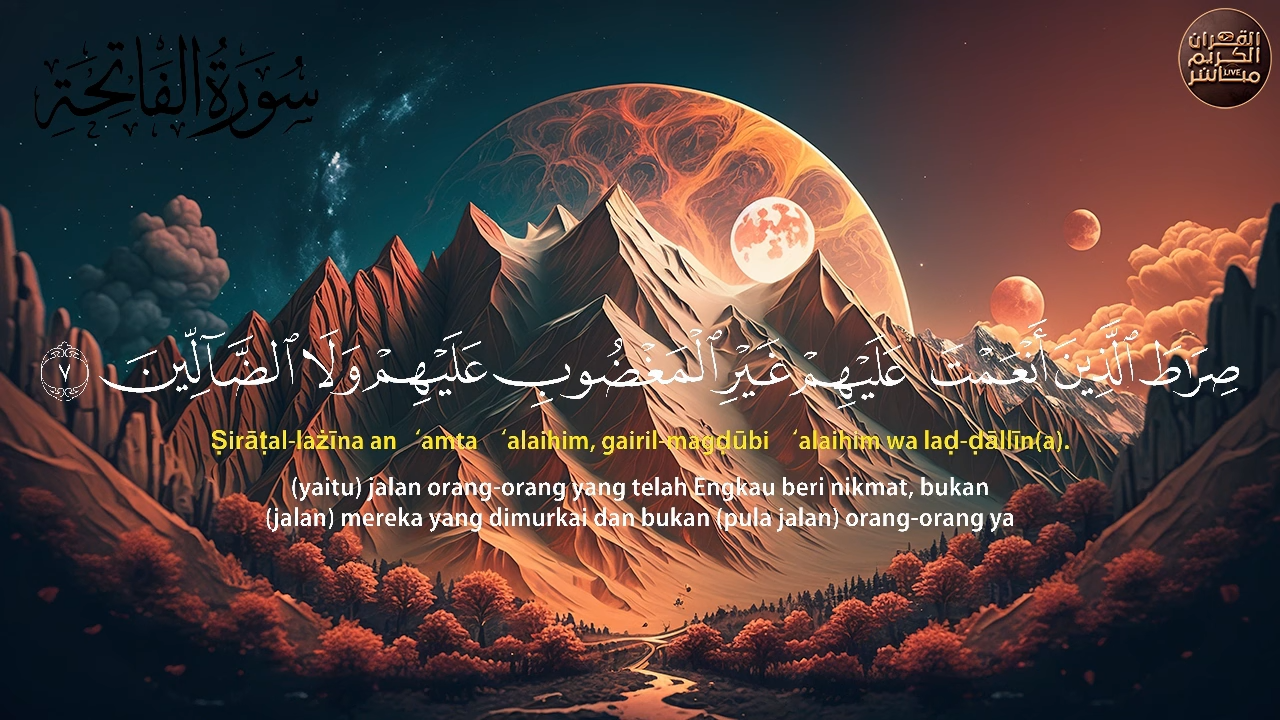 سُورَةُ الفَاتِحَةِ
القرآن
الكريم
مباشر LIVE
صِرَٰطَ ٱلَّذِينَ أَنْعَمْتَ عَلَيْهِمْ غَيْرِ ٱلْمَغْضُوبِ عَلَيْهِمْ وَلَا ٱلضَّآلِّينَ ٧
Ṣirāṭal-lażīna an ‘amta ‘alaihim, gairil-magḍūbi ‘alaihim wa laḍ-ḍāllīn(a).
(yaitu) jalan orang-orang yang telah Engkau beri nikmat, bukan
(jalan) mereka yang dimurkai dan bukan (pula jalan) orang-orang ya